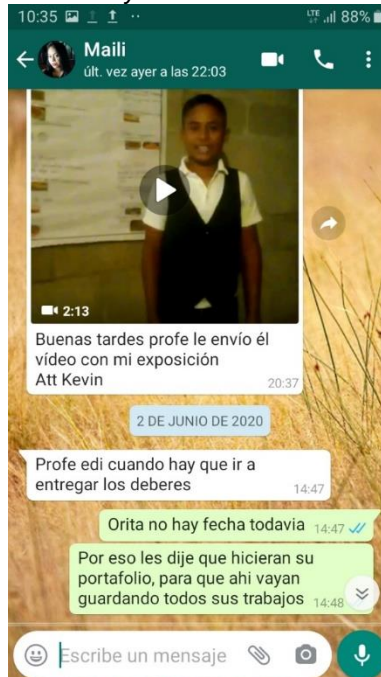 10:35
LTE
88%
Maili
últ. vez ayer a las 22:03
2:13
Buenas tardes profe le envío él
vídeo con mi exposición
Att Kevin
20:37
2 DE JUNIO DE 2020
Profe edi cuando hay que ir a
entregar los deberes
14:47
Orita no hay fecha todavia 14:47
Por eso les dije que hicieran su
portafolio, para que ahi vayan
guardando todos sus trabajos 14:48
Escribe un mensaje